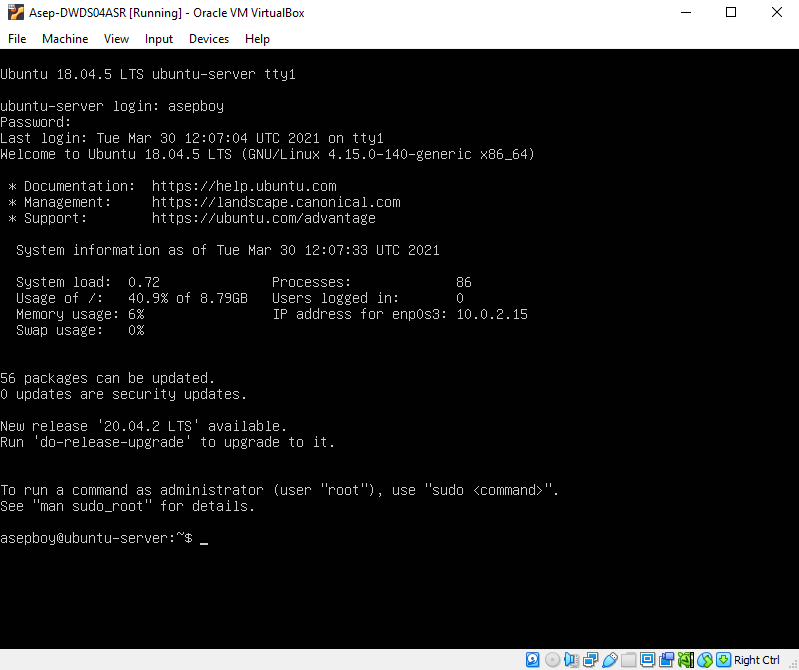 Asep-DWDS04ASR [Running] - Oracle VM VirtualBox
File Machine View Input Devices Help
Ubuntu 18.04.5 LTS ubuntu-server tty1
ubuntu-server login: asepboy
Password:
Last login: Tue Mar 30 12:07:04 UTC 2021 on tty1
Welcome to Ubuntu 18.04.5 LTS (GNU/Linux 4.15.0-140-generic x86_64)
* Documentation: https://help.ubuntu.com
* Management: https://landscape.canonical.com
* Support: https://ubuntu.com/advantage
System information as of Tue Mar 30 12:07:33 UTC 2021
System load: 0.72 Processes: 86
Usage of /: 40.9% of 8.79GB Users logged in: 0
Memory usage: 6% IP address for enp0s3: 10.0.2.15
Swap usage: 0%
56 packages can be updated.
0 updates are security updates.
New release '20.04.2 LTS' available.
Run 'do-release-upgrade' to upgrade to it.
To run a command as administrator (user "root"), use "sudo <command>".
See "man sudo_root" for details.
asepboy@ubuntu-server:~$ _
Right Ctrl